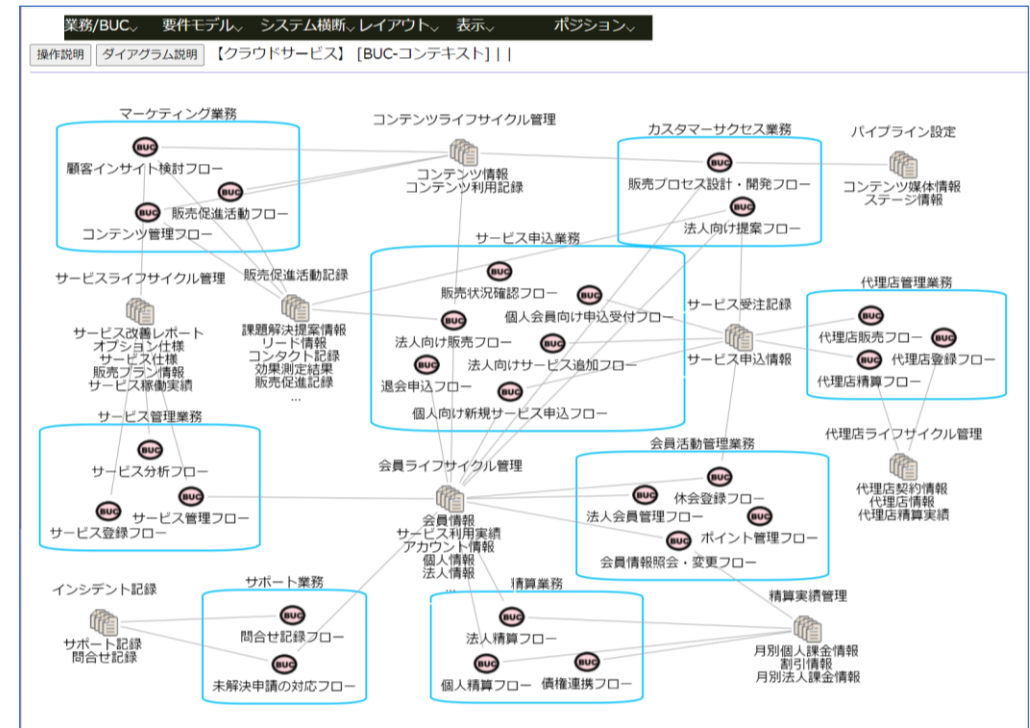 業務/BUC 要件モデル システム横断 レイアウト 表示 ポジション
操作説明 ダイアグラム説明 【クラウドサービス】 [BUC-コンテキスト] | |
マーケティング業務
BUC
顧客インサイト検討フロー
BUC
販売促進活動フロー
BUC
コンテンツ管理フロー
コンテンツライフサイクル管理
コンテンツ情報
コンテンツ利用記録
カスタマーサクセス業務
BUC
販売プロセス設計・開発フロー
BUC
法人向け提案フロー
パイプライン設定
コンテンツ媒体情報
ステージ情報
サービスライフサイクル管理
サービス改善レポート
オプション仕様
サービス仕様
販売プラン情報
サービス稼働実績
販売促進活動記録
課題解決提案情報
リード情報
コンタクト記録
効果測定結果
販売促進記録
...
サービス申込業務
BUC
販売状況確認フロー
BUC
個人会員向け申込受付フロー
BUC
法人向け販売フロー
BUC
法人向けサービス追加フロー
BUC
退会申込フロー
BUC
個人向け新規サービス申込フロー
サービス受注記録
サービス申込情報
代理店管理業務
BUC
代理店販売フロー
BUC
代理店登録フロー
BUC
代理店精算フロー
サービス管理業務
BUC
サービス分析フロー
BUC
サービス管理フロー
BUC
サービス登録フロー
会員ライフサイクル管理
会員情報
サービス利用実績
アカウント情報
個人情報
法人情報
...
会員活動管理業務
BUC
休会登録フロー
BUC
法人会員管理フロー
BUC
ポイント管理フロー
BUC
会員情報照会・変更フロー
代理店ライフサイクル管理
代理店契約情報
代理店情報
代理店精算実績
インシデント記録
サポート記録
問合せ記録
サポート業務
BUC
問合せ記録フロー
BUC
未解決申請の対応フロー
精算業務
BUC
法人精算フロー
BUC
個人精算フロー
BUC
債権連携フロー
精算実績管理
月別個人課金情報
割引情報
月別法人課金情報